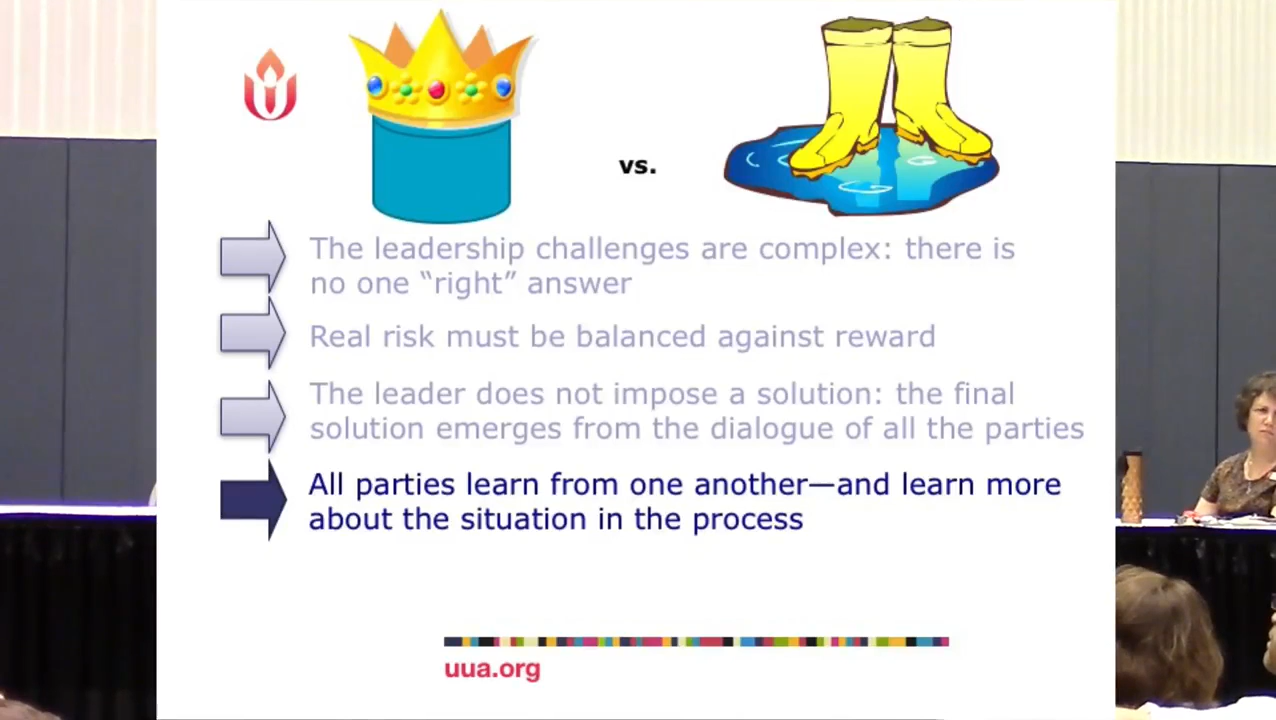 vs.
The leadership challenges are complex: there is
no one “right” answer
Real risk must be balanced against reward
The leader does not impose a solution: the final
solution emerges from the dialogue of all the parties
All parties learn from one another—and learn more
about the situation in the process
uua.org